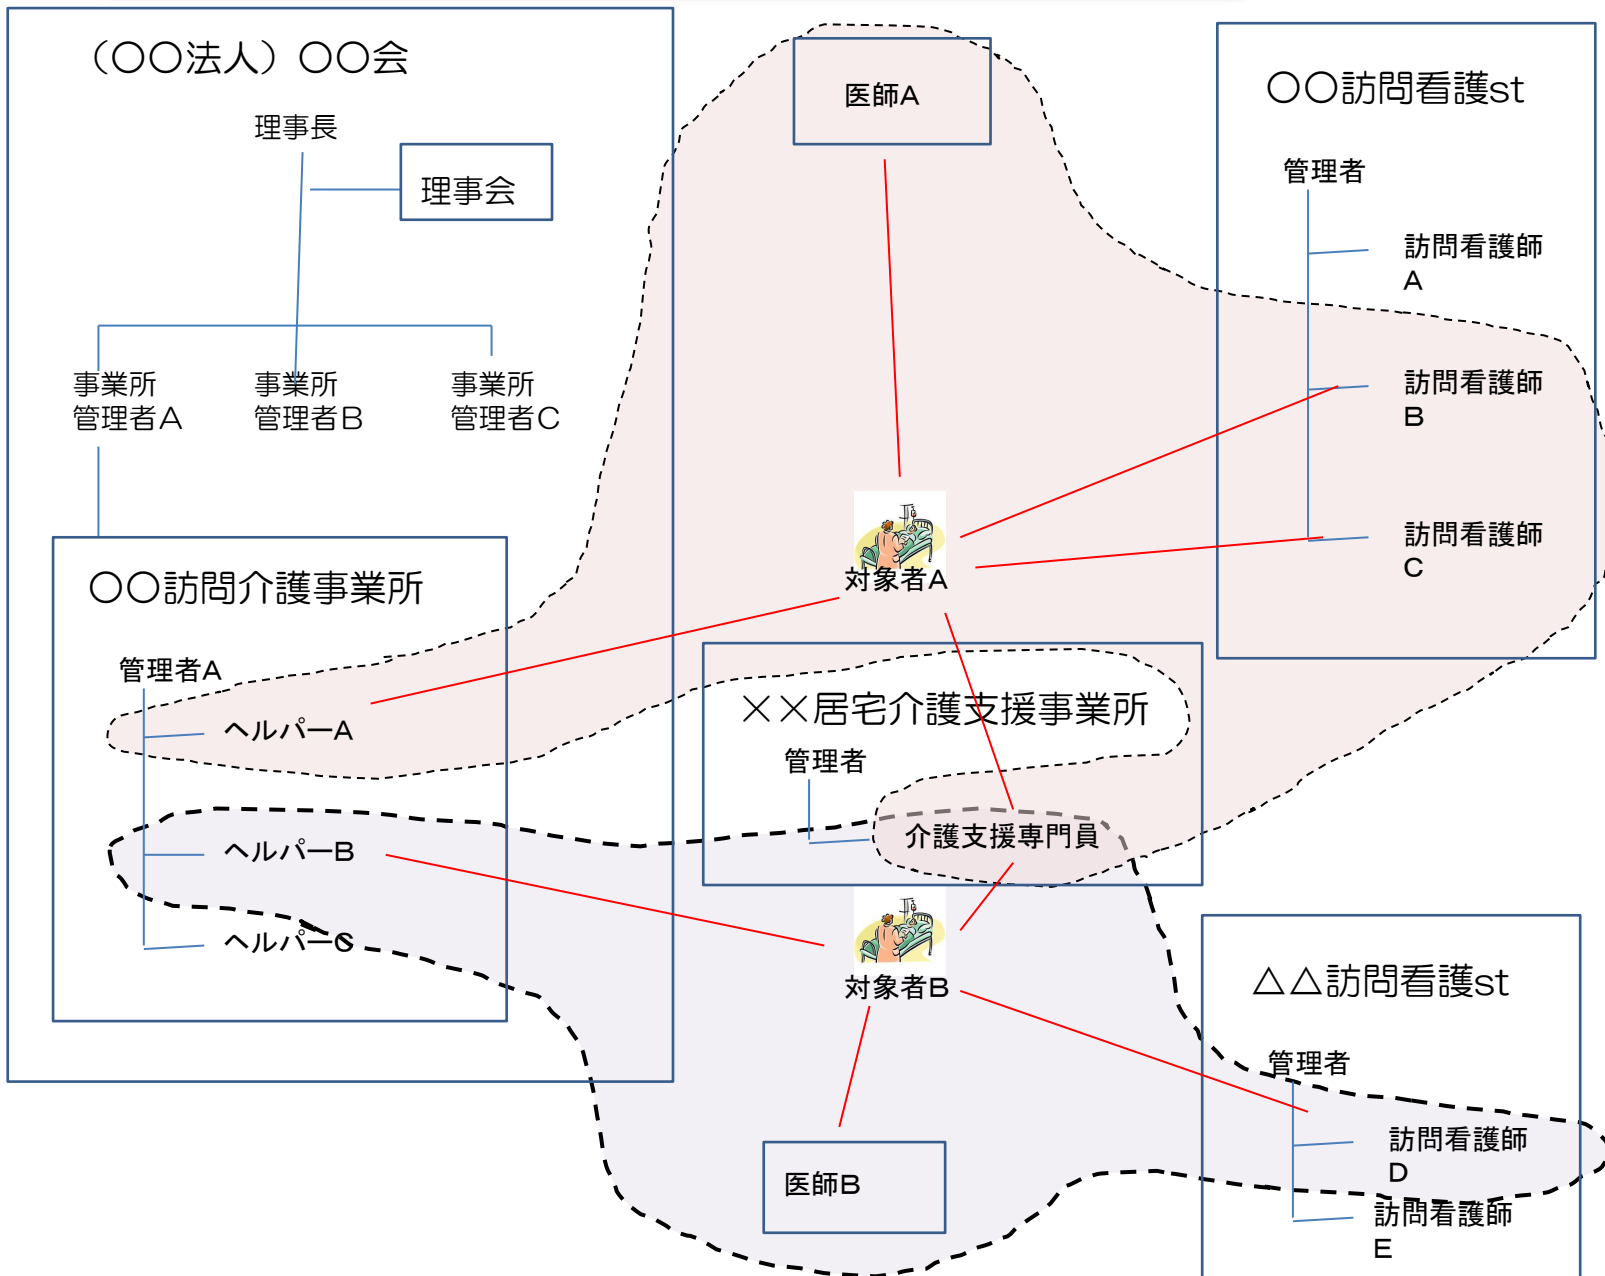 （〇〇法人）〇〇会
理事長
理事会
事業所
管理者A
事業所
管理者B
事業所
管理者C
〇〇訪問介護事業所
管理者A
ヘルパーA
ヘルパーB
ヘルパーC
医師A
対象者A
××居宅介護支援事業所
管理者
介護支援専門員
対象者B
医師B
〇〇訪問看護st
管理者
訪問看護師
A
訪問看護師
B
訪問看護師
C
△△訪問看護st
管理者
訪問看護師
D
訪問看護師
E